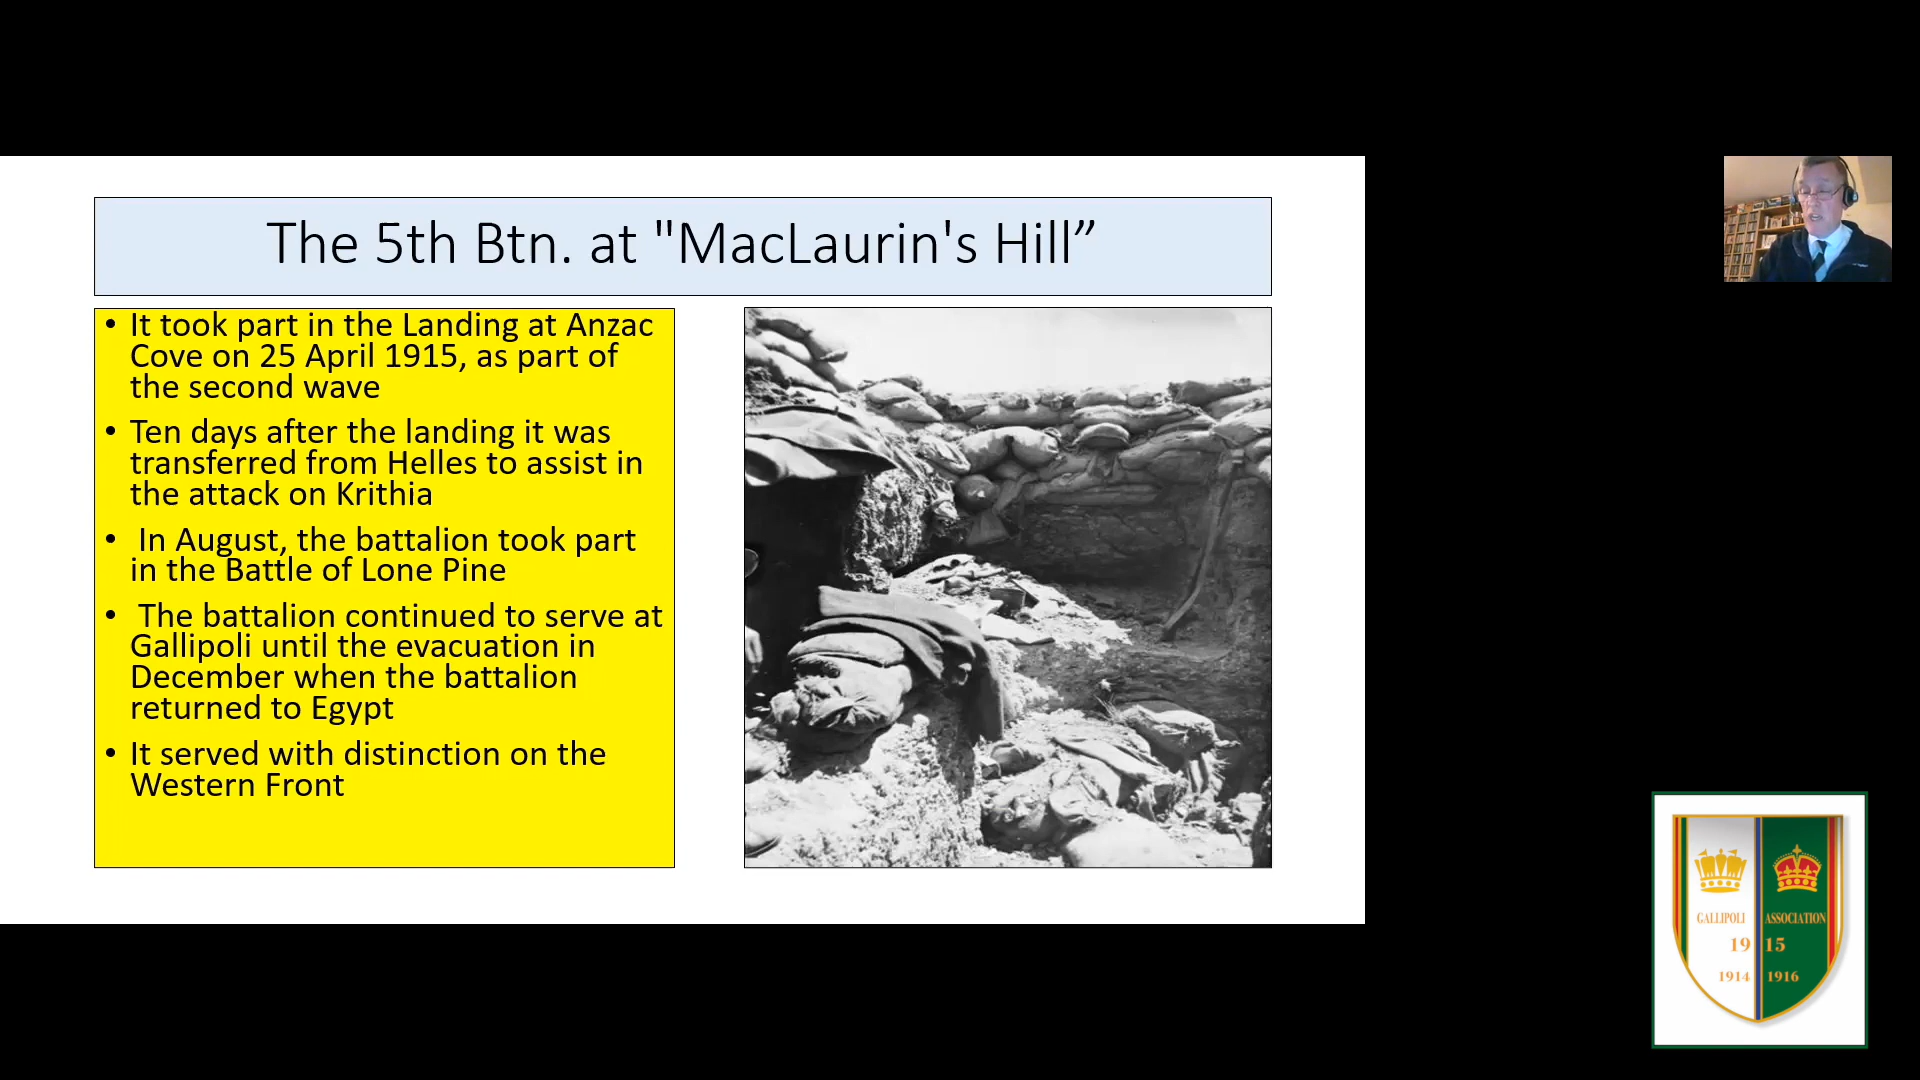 The 5th Btn. at "MacLaurin's Hill”
• It took part in the Landing at Anzac
Cove on 25 April 1915, as part of
the second wave
• Ten days after the landing it was
transferred from Helles to assist in
the attack on Krithia
• In August, the battalion took part
in the Battle of Lone Pine
• The battalion continued to serve at
Gallipoli until the evacuation in
December when the battalion
returned to Egypt
• It served with distinction on the
Western Front
GALLIPOLI ASSOCIATION
19 15
1914 1916